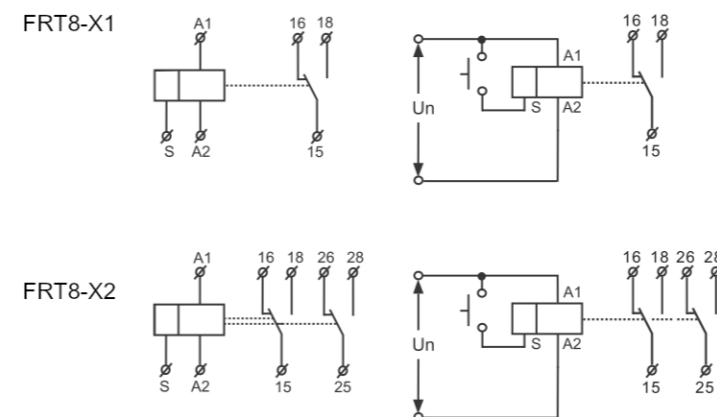 FRT8-X1
A1 16 18
S A2 15
16 18
A1
Un S A2
15
FRT8-X2
A1 16 18 26 28
S A2 15 25
16 18 26 28
A1
Un S A2
15 25